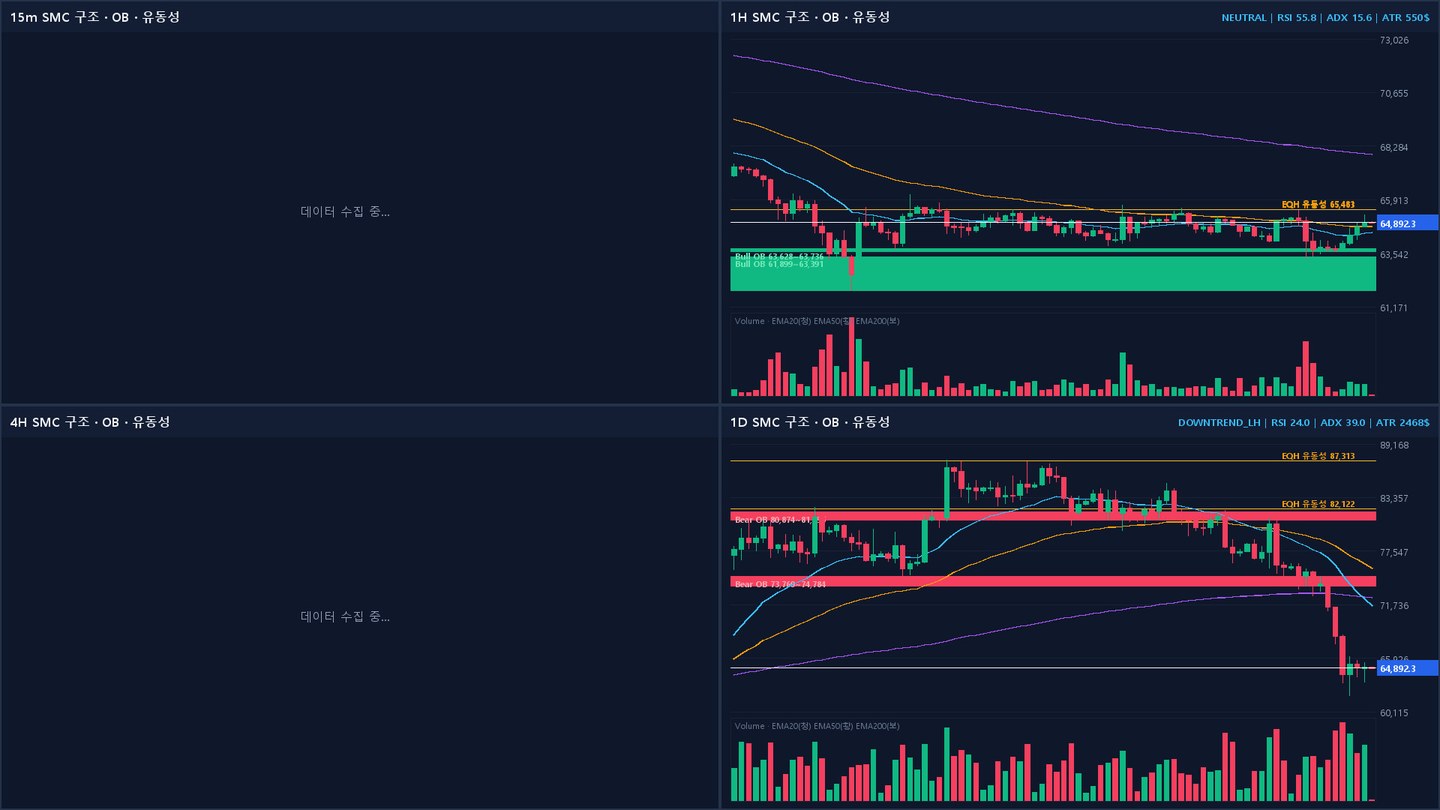 15m SMC 구조 · OB · 유동성
데이터 수집 중...
1H SMC 구조 · OB · 유동성
NEUTRAL | RSI 55.8 | ADX 15.6 | ATR 550$
73,026
70,655
68,284
65,913
EQH 유동성 65,483
64,892.3
63,542
Bull OB 63,628~63,736
Bull OB 61,899~63,391
61,171
Volume · EMA20(청) EMA50(황) EMA200(보)
4H SMC 구조 · OB · 유동성
데이터 수집 중...
1D SMC 구조 · OB · 유동성
DOWNTREND_LH | RSI 24.0 | ADX 39.0 | ATR 2468$
89,168
EQH 유동성 87,313
83,357
EQH 유동성 82,122
Bear OB 80,874~81,
77,547
Bear OB 73,760~74,784
71,736
64,892.3
60,115
Volume · EMA20(청) EMA50(황) EMA200(보)